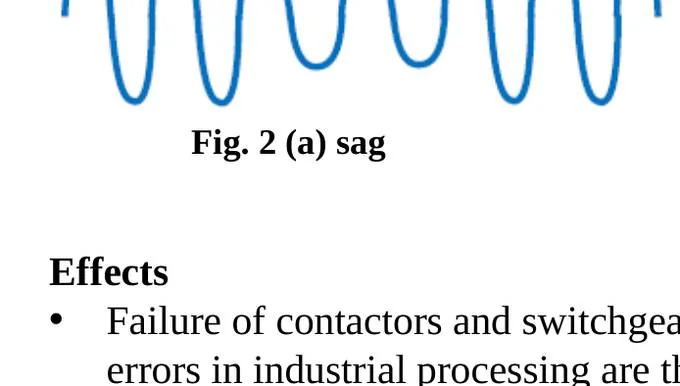 Fig. 2 (a) sag
Effects
• Failure of contactors and switchgea
errors in industrial processing are th